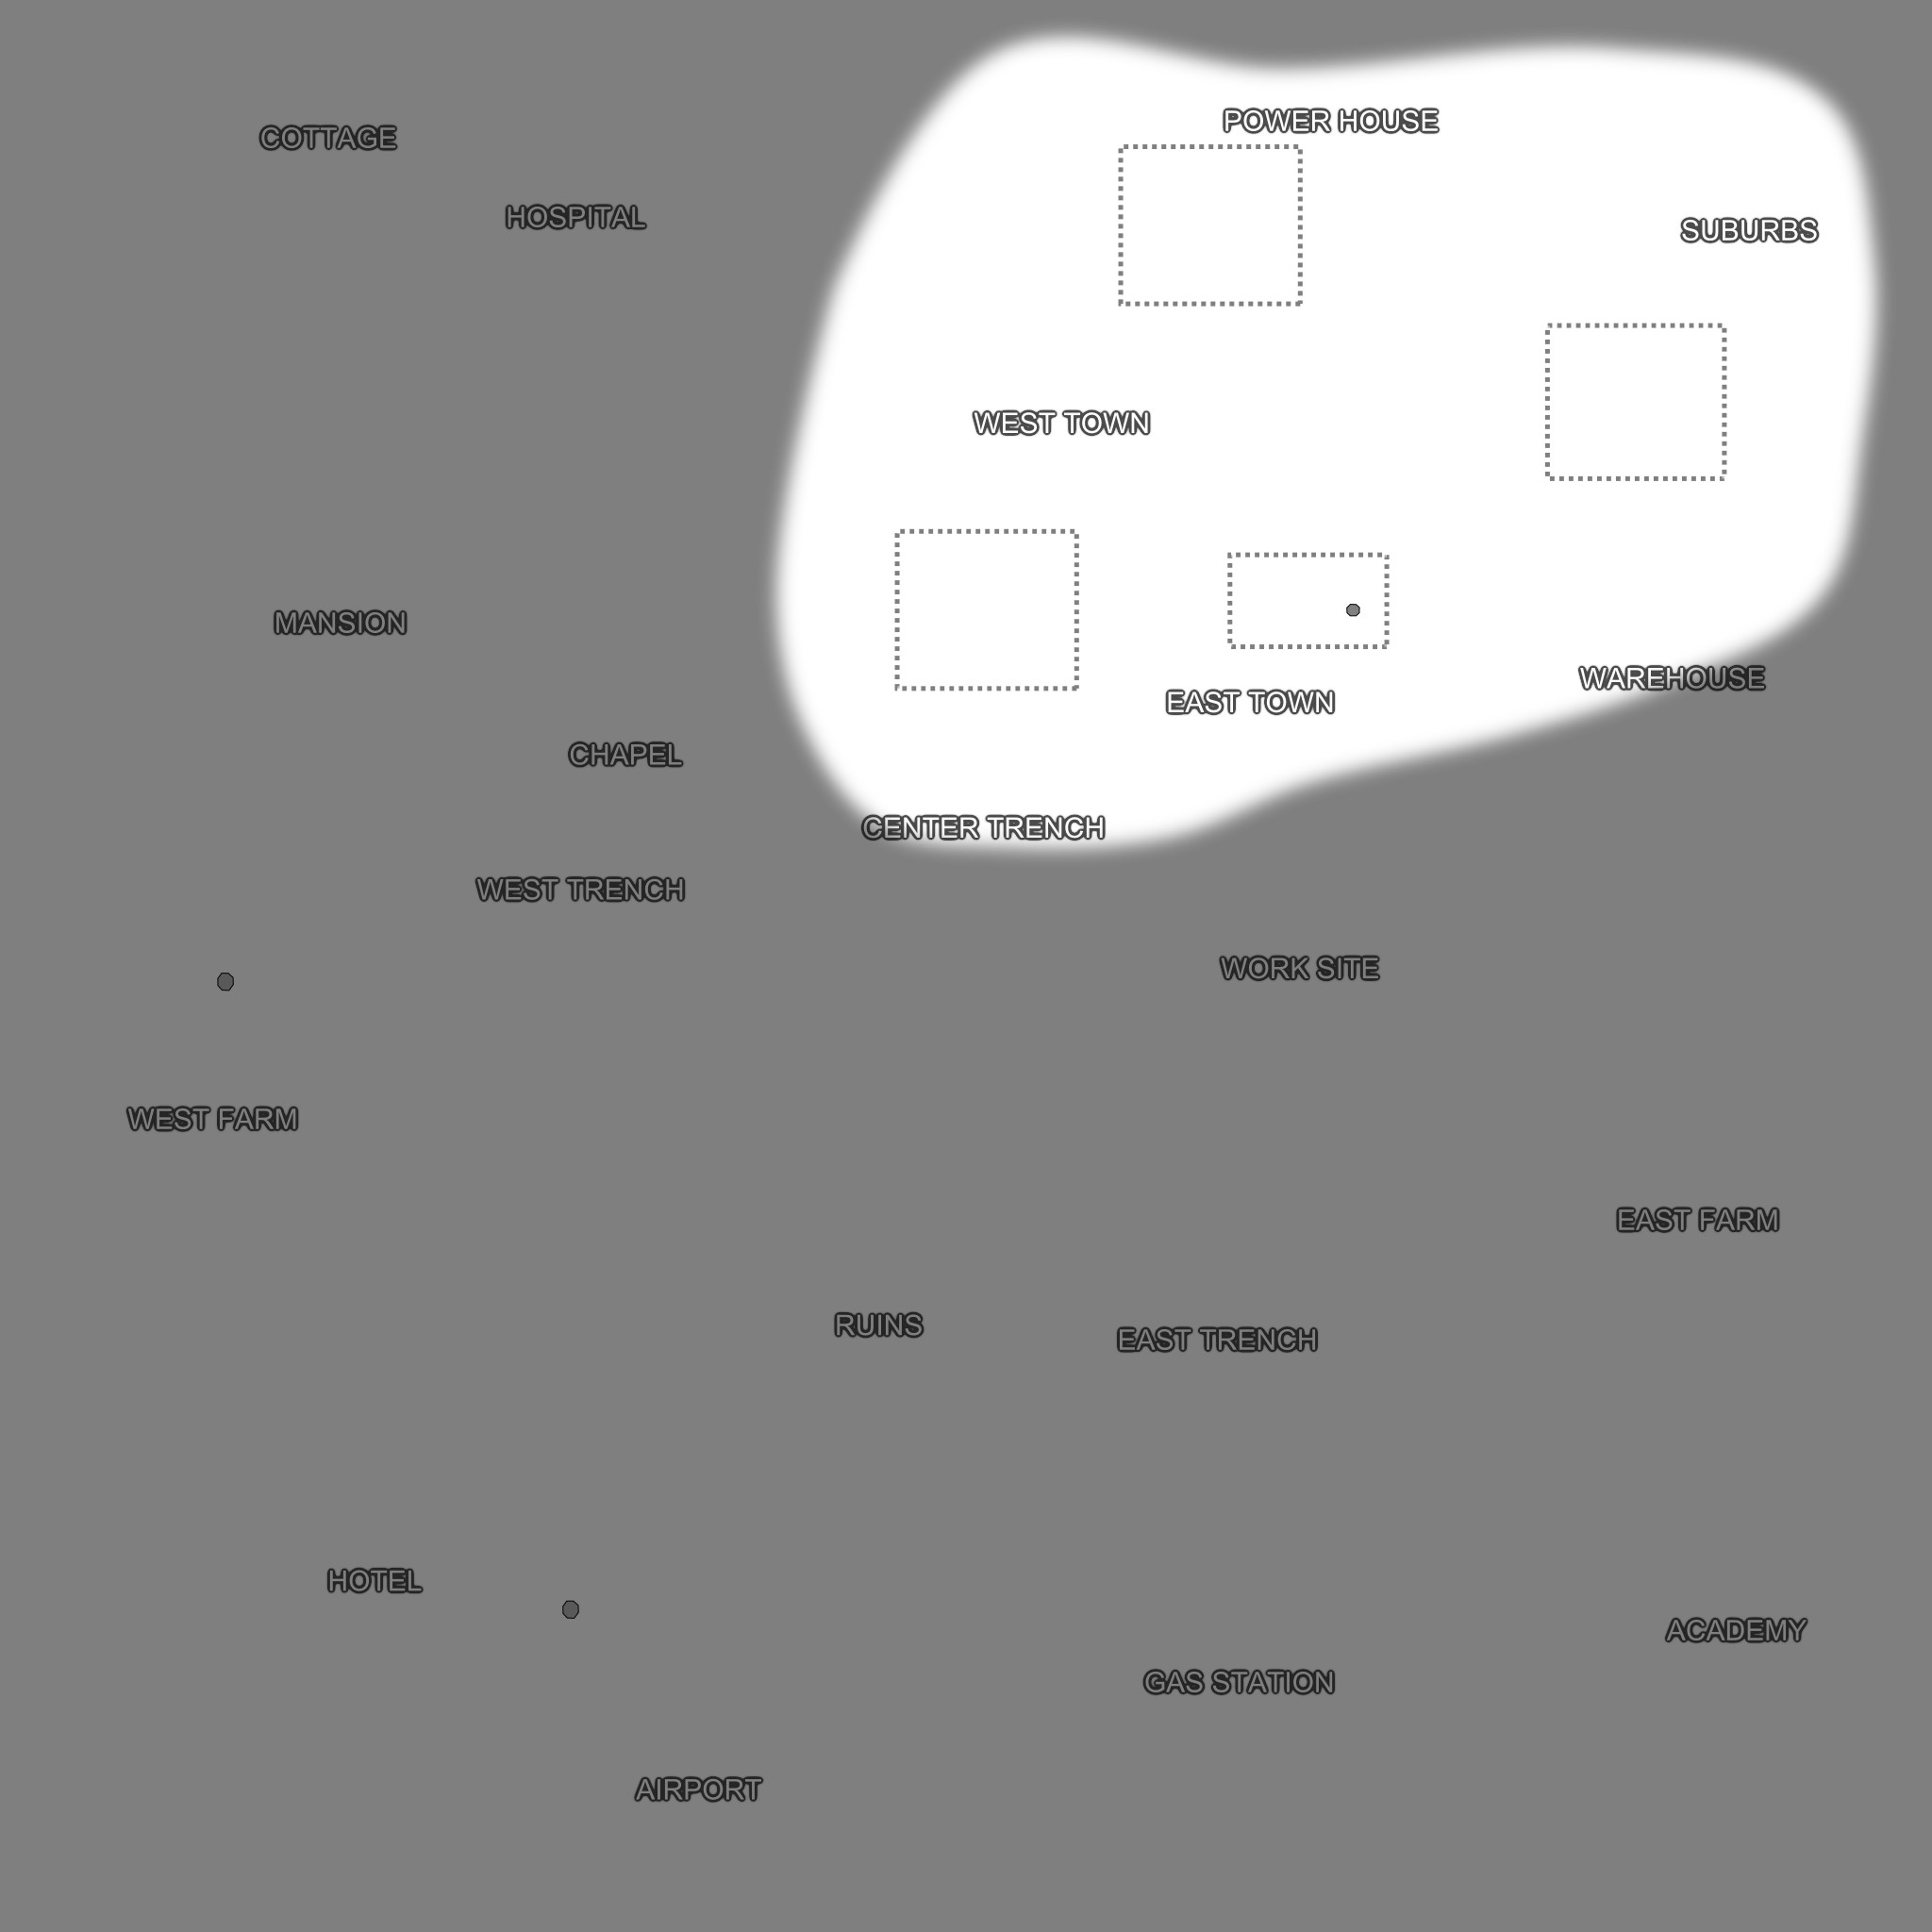 POWER HOUSE
COTTAGE
HOSPITAL
SUBURBS
WEST TOWN
MANSION
WAREHOUSE
EAST TOWN
CHAPEL
CENTER TRENCH
WEST TRENCH
WORK SITE
WEST FARM
EAST FARM
RUINS
EAST TRENCH
HOTEL
ACADEMY
GAS STATION
AIRPORT